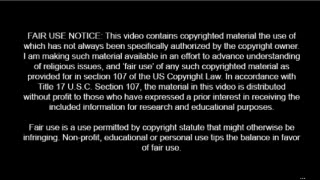 FAIR USE NOTICE: This video contains copyrighted material the use of
which has not always been specifically authorized by the copyright owner.
I am making such material available in an effort to advance understanding
of religious issues, and 'fair use' of any such copyrighted material as
provided for in section 107 of the US Copyright Law. In accordance with
Title 17 U.S.C. Section 107, the material in this video is distributed
without profit to those who have expressed a prior interest in receiving the
included information for research and educational purposes.
Fair use is a use permitted by copyright statute that might otherwise be
infringing. Non-profit, educational or personal use tips the balance in favor
of fair use.